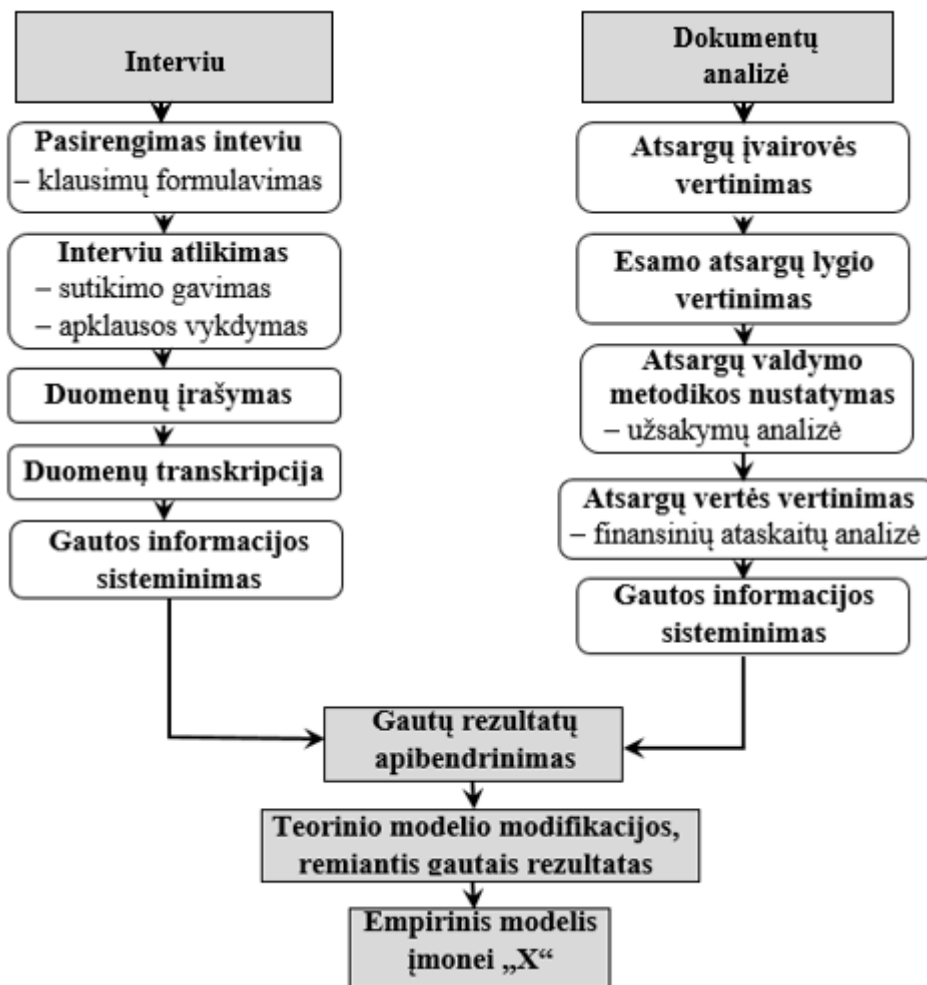 Interviu
Pasirengimas inteviu
– klausimų formulavimas
Interviu atlikimas
– sutikimo gavimas
– apklausos vykdymas
Duomenų įrašymas
Duomenų transkripcija
Gautos informacijos
sisteminimas
Dokumentų
analizė
Atsargų įvairovės
vertinimas
Esamo atsargų lygio
vertinimas
Atsargų valdymo
metodikos nustatymas
– užsakymų analizė
Atsargų vertės vertinimas
– finansinių ataskaitų analizė
Gautos informacijos
sisteminimas
Gautų rezultatų
apibendrinimas
Teorinio modelio modifikacijos,
remiantis gautais rezultatas
Empirinis modelis
įmonei „X“